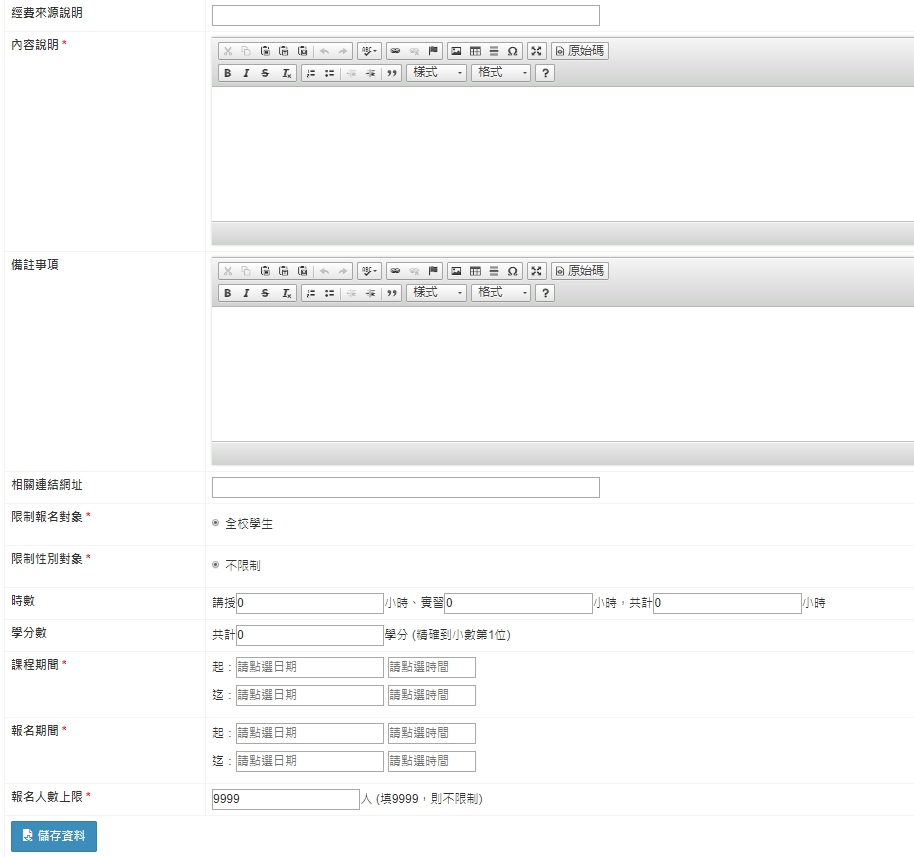 經費來源說明
內容說明 *
原始碼
B I S Ix 樣式 格式 ?
備註事項
原始碼
B I S Ix 樣式 格式 ?
相關連結網址
限制報名對象 * 全校學生
限制性別對象 * 不限制
時數 講授 0 小時、實習 0 小時，共計 0 小時
學分數 共計 0 學分 (精確到小數第1位)
課程期間 * 起：請點選日期 請點選時間
迄：請點選日期 請點選時間
報名期間 * 起：請點選日期 請點選時間
迄：請點選日期 請點選時間
報名人數上限 * 9999 人 (填9999，則不限制)
儲存資料